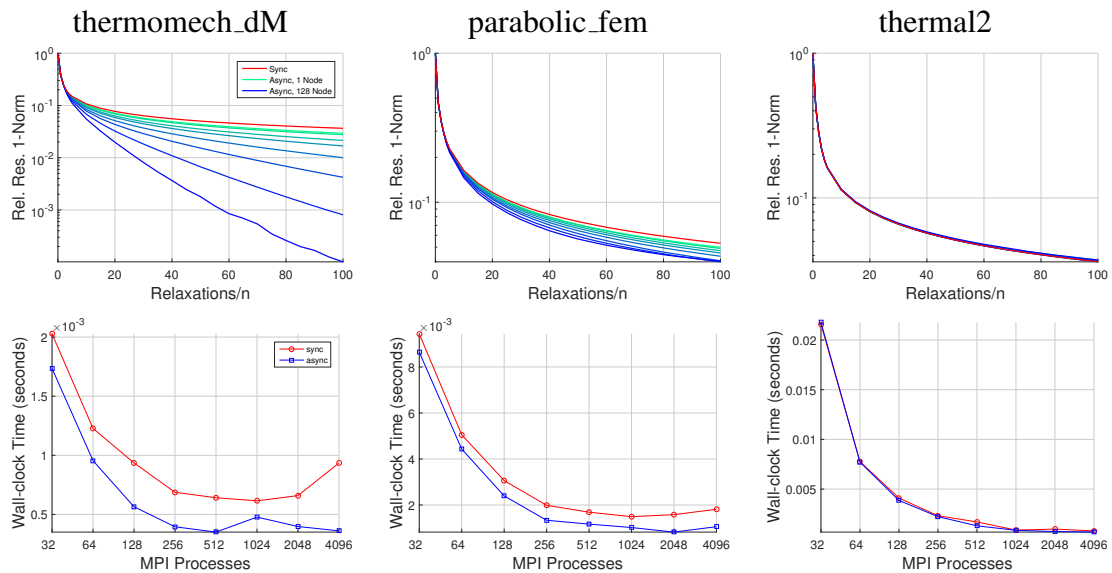 thermomech_dM
parabolic_fem
thermal2
10^0
10^-1
10^-2
10^-3
Rel. Res. 1-Norm
Sync
Async, 1 Node
Async, 128 Node
0 20 40 60 80 100
Relaxations/n
10^0
10^-1
Rel. Res. 1-Norm
0 20 40 60 80 100
Relaxations/n
10^0
10^-1
Rel. Res. 1-Norm
0 20 40 60 80 100
Relaxations/n
×10^-3
2
1.5
1
0.5
Wall-clock Time (seconds)
sync
async
32 64 128 256 512 1024 2048 4096
MPI Processes
×10^-3
8
6
4
2
Wall-clock Time (seconds)
32 64 128 256 512 1024 2048 4096
MPI Processes
0.02
0.015
0.01
0.005
Wall-clock Time (seconds)
32 64 128 256 512 1024 2048 4096
MPI Processes